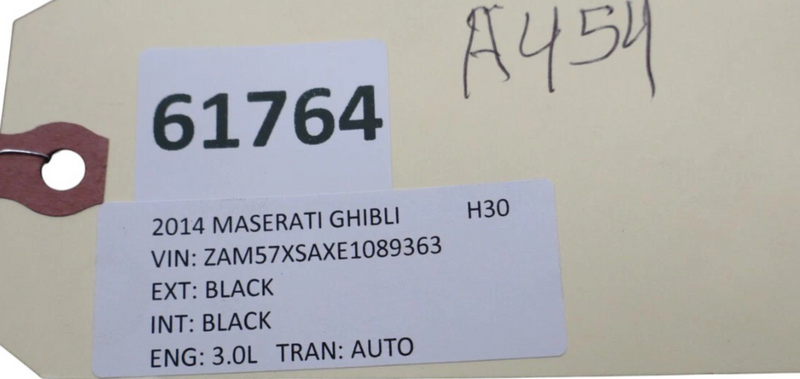 A454
61764
2014 MASERATI GHIBLI H30
VIN: ZAM57XSAXE1089363
EXT: BLACK
INT: BLACK
ENG: 3.0L TRAN: AUTO